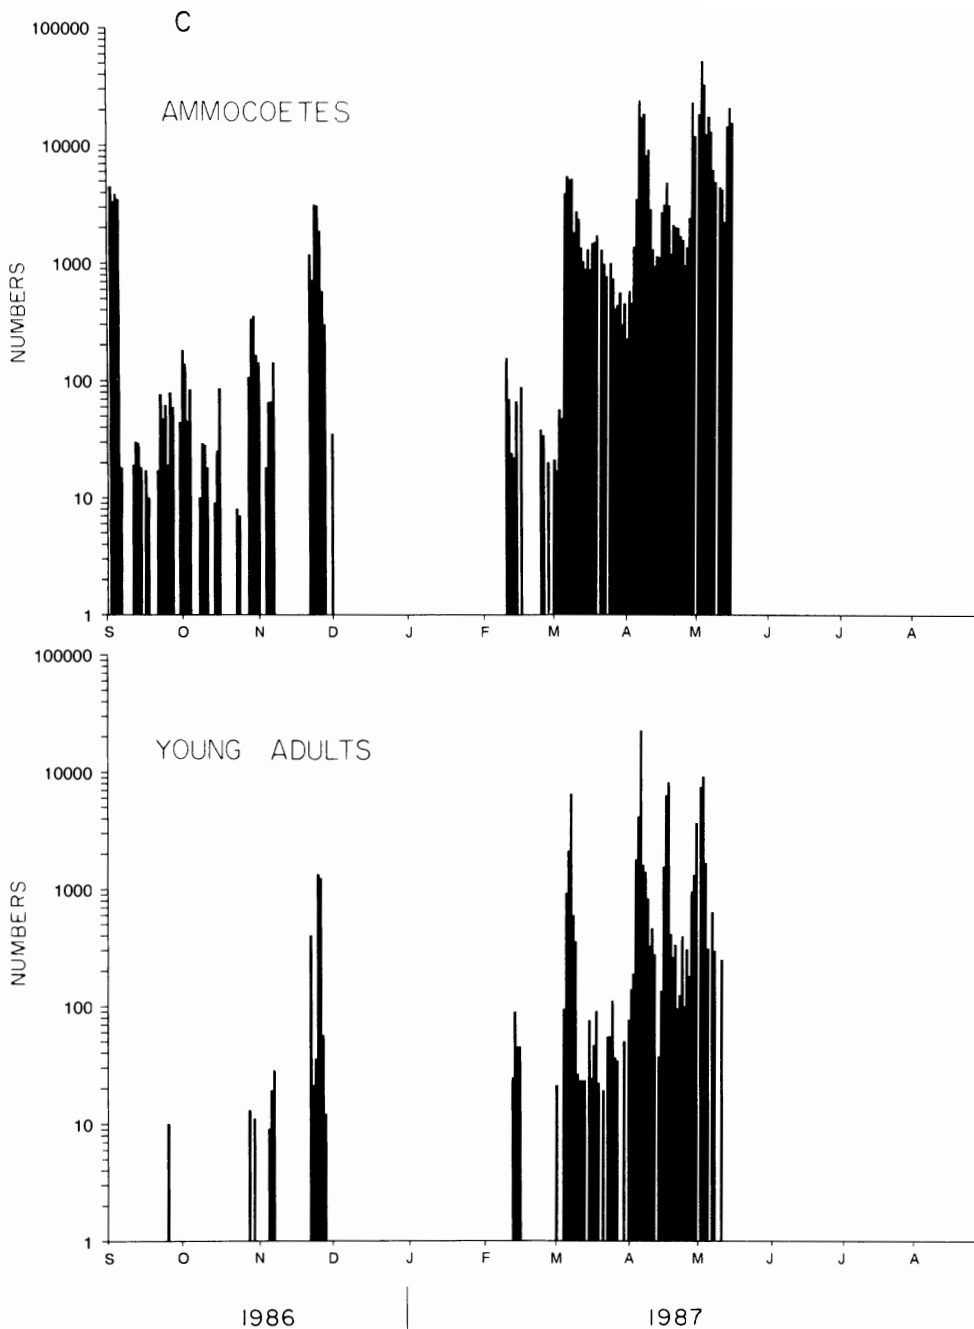 C
100000
AMMOCOETES
10000
1000
NUMBERS
100
10
1
S O N D J F M A M J J A
100000
YOUNG ADULTS
10000
1000
NUMBERS
100
10
1
S O N D J F M A M J J A
1986 1987